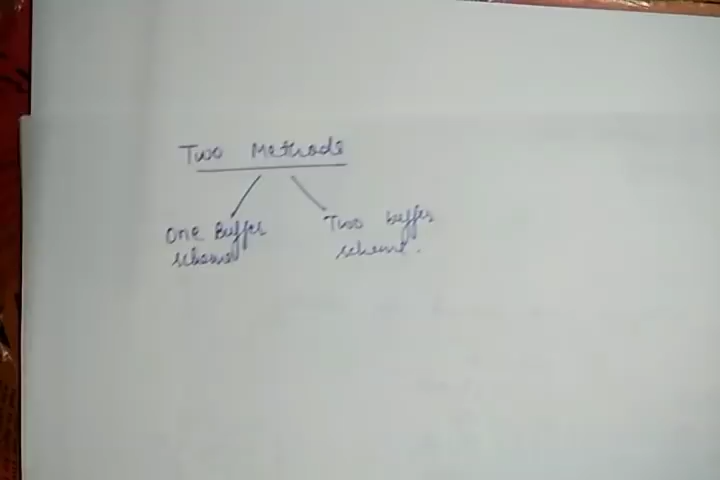 Two Methods
One Buffer
scheme
Two buffer
scheme.